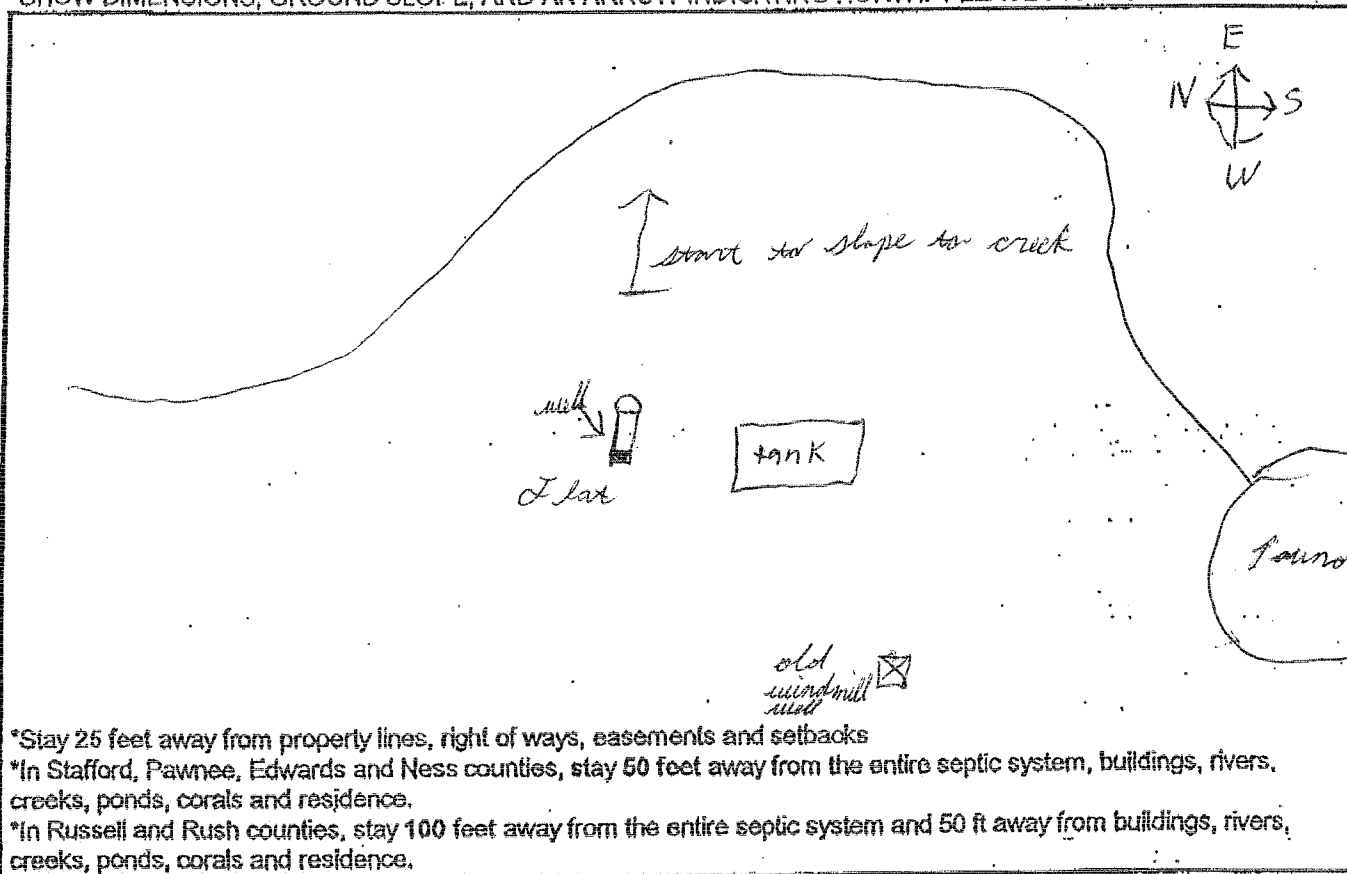 SHOW DIMENSIONS, GROUND SLOPE, AND AN ARROW INDICATING NORTH. PLEASE
E
N S
W
start to slope to creek
well
tank
Flat
old
windmill
well
*Stay 25 feet away from property lines, right of ways, easements and setbacks
*In Stafford, Pawnee, Edwards and Ness counties, stay 50 feet away from the entire septic system, buildings, rivers,
creeks, ponds, corals and residence.
*In Russell and Rush counties, stay 100 feet away from the entire septic system and 50 ft away from buildings, rivers,
creeks, ponds, corals and residence.